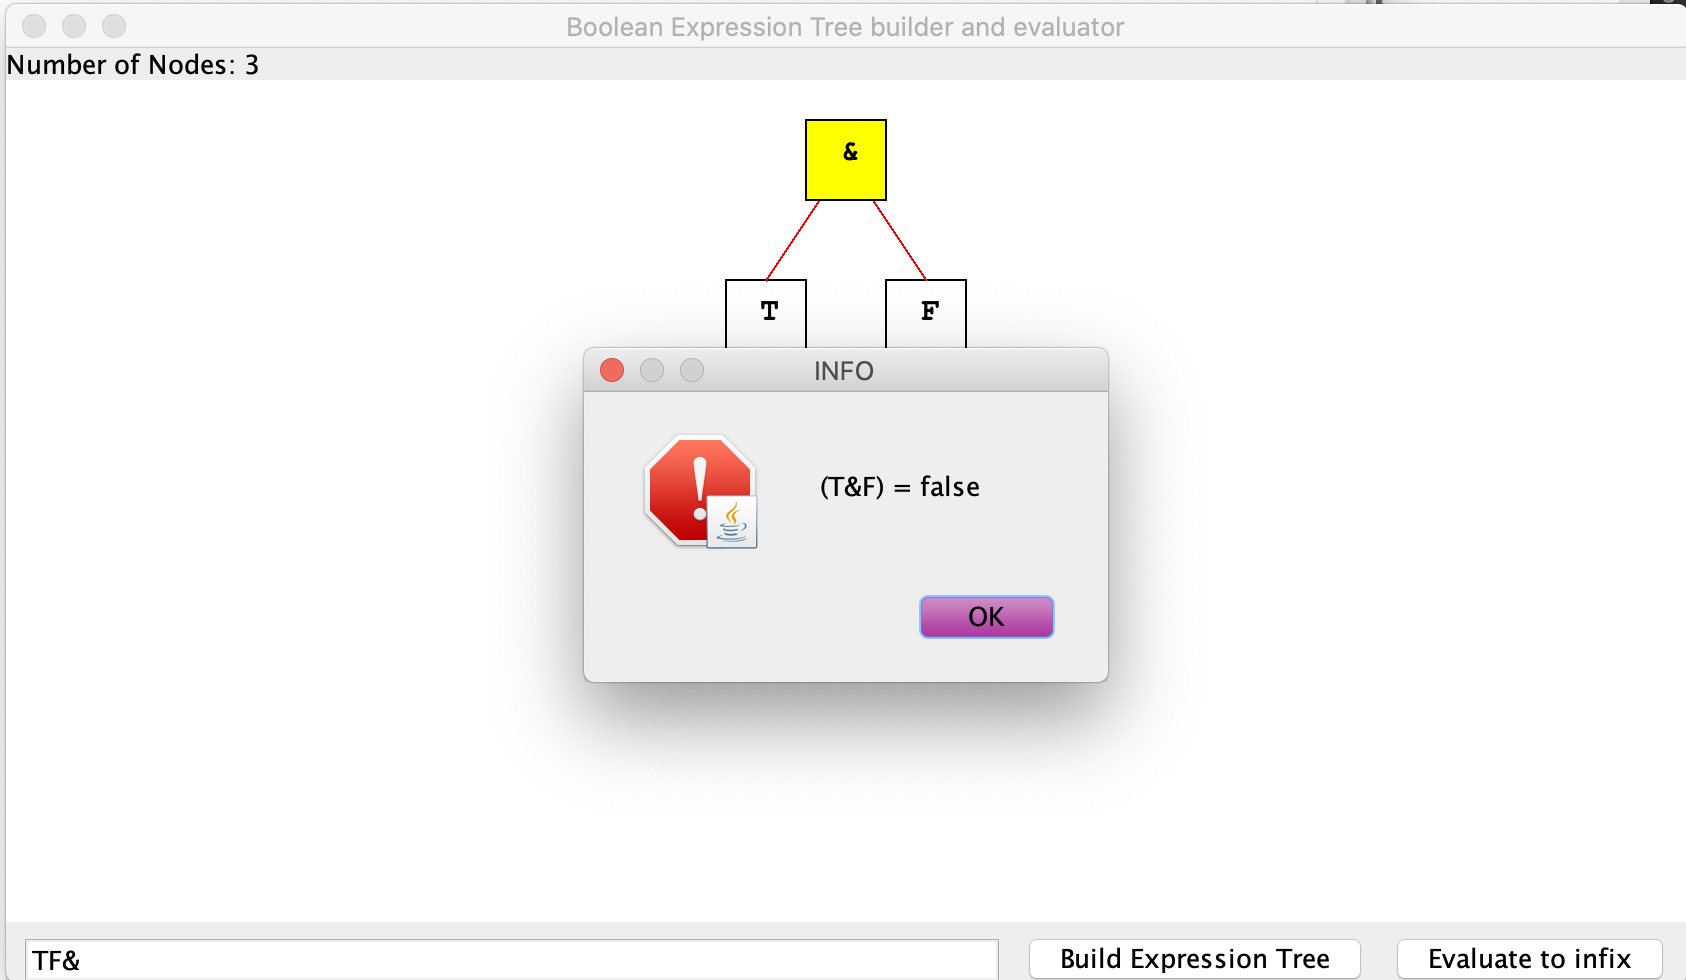 Boolean Expression Tree builder and evaluator
Number of Nodes: 3
&
T F
INFO
(T&F) = false
OK
TF& Build Expression Tree Evaluate to infix